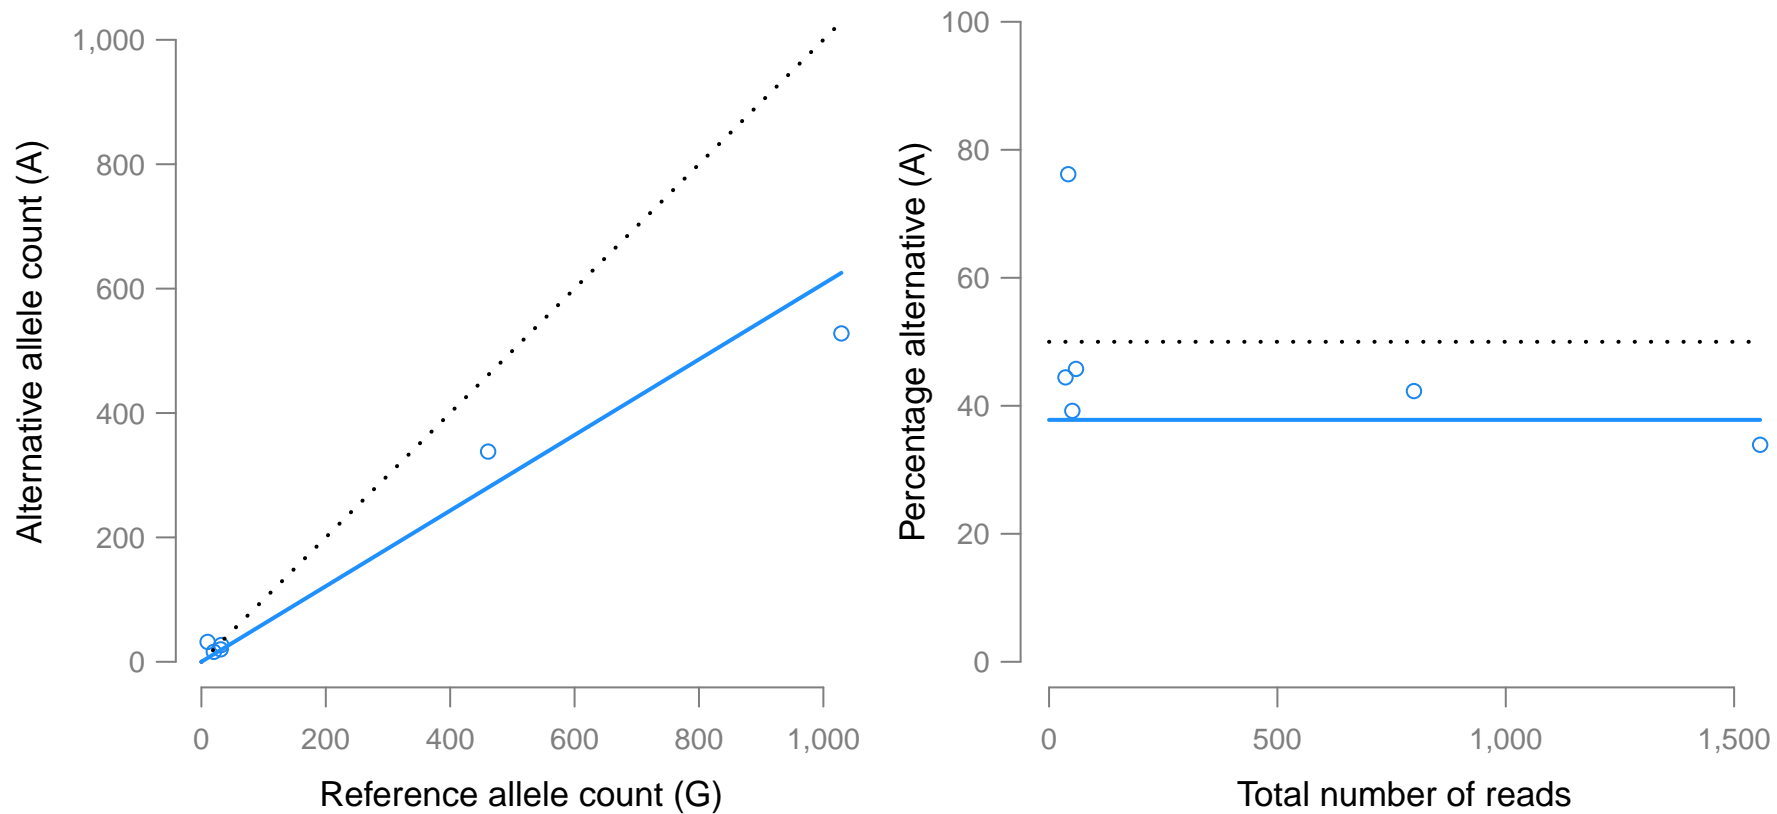 1,000
800
600
400
200
0
Alternative allele count (A)
0 200 400 600 800 1,000
Reference allele count (G)
100
80
60
40
20
0
Percentage alternative (A)
0 500 1,000 1,500
Total number of reads